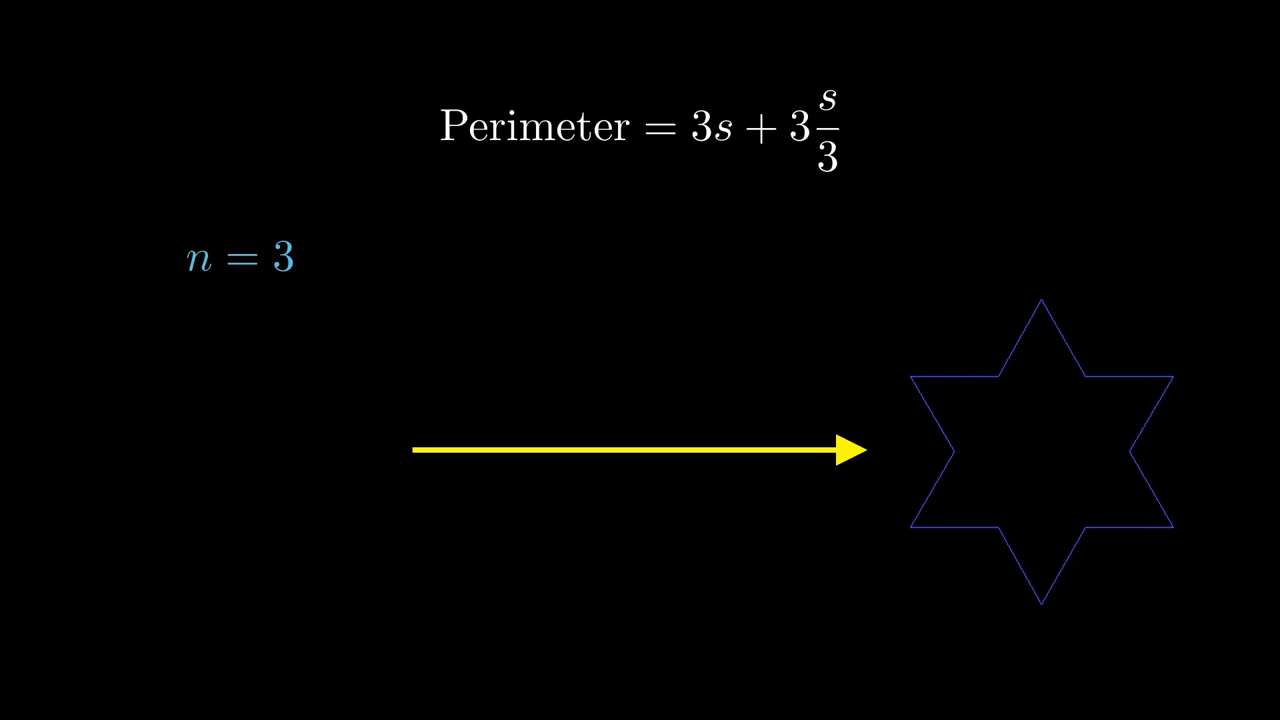 Perimeter = 3s + 3 s/3
n = 3